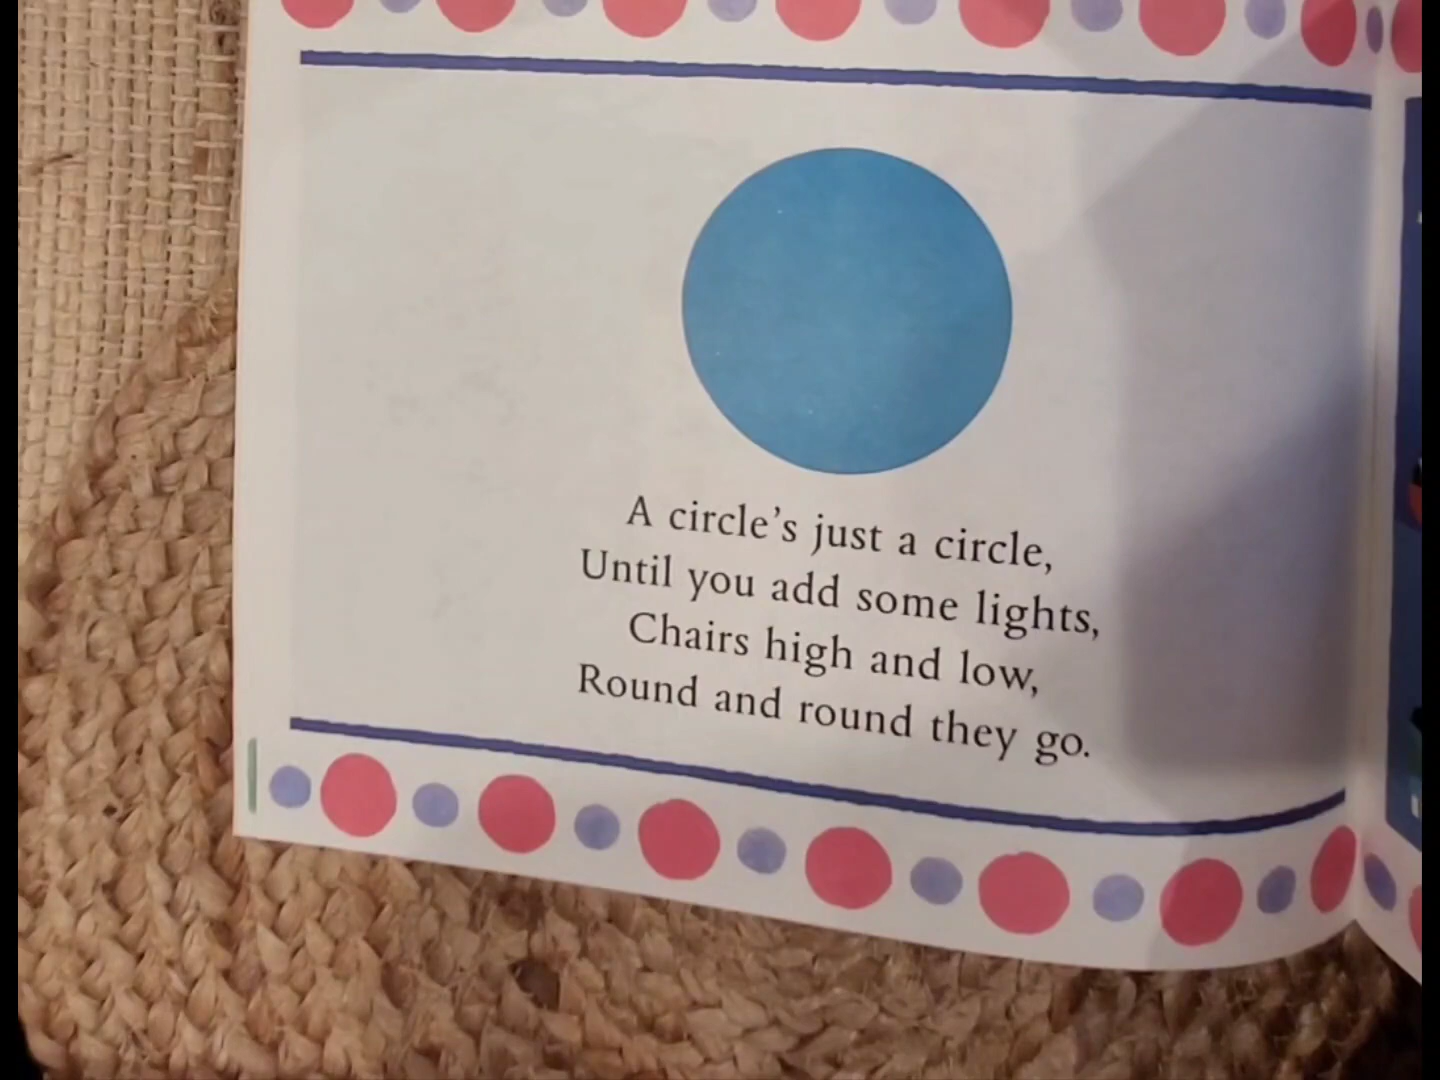 A circle's just a circle,
Until you add some lights,
Chairs high and low,
Round and round they go.